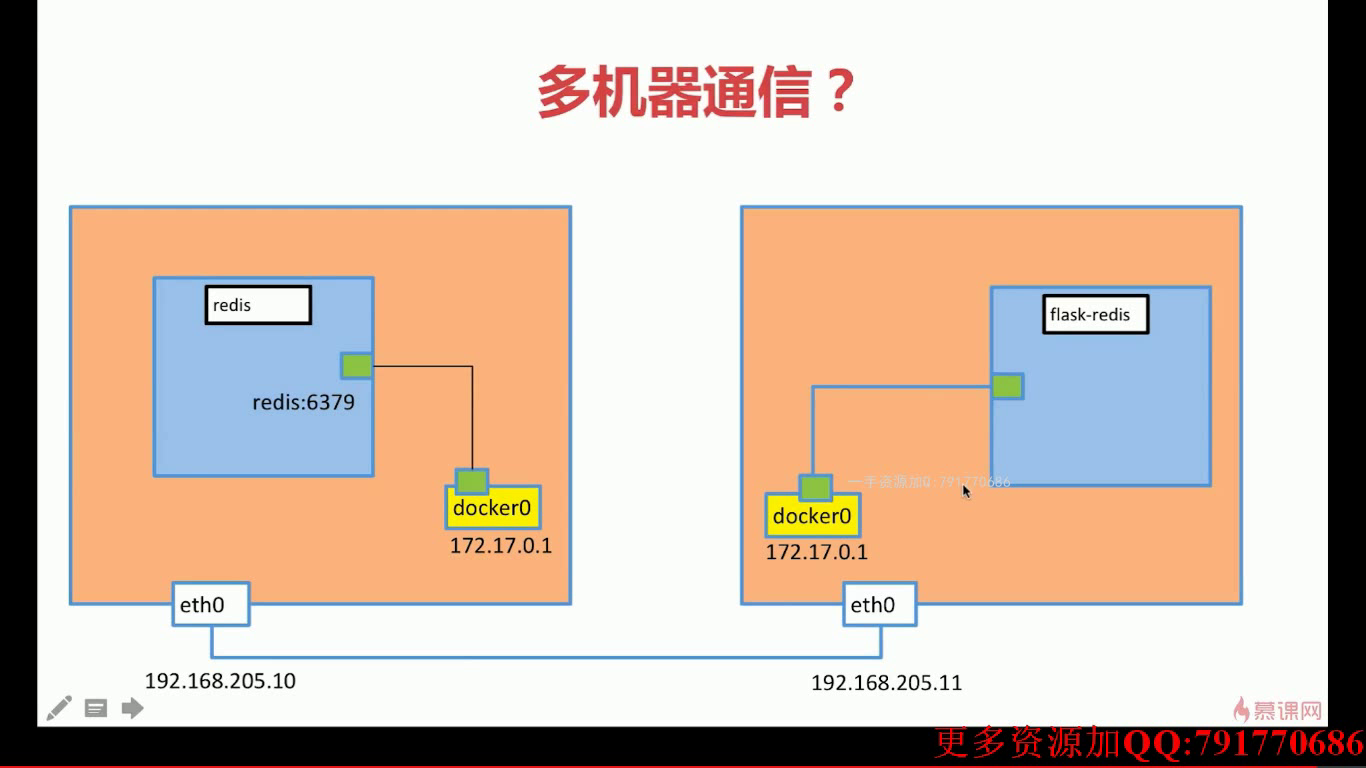 多机器通信？
redis
flask-redis
redis:6379
一手资源加Q:791770686
docker0
docker0
172.17.0.1
172.17.0.1
eth0
eth0
192.168.205.10
192.168.205.11
慕课网
更多资源加QQ:791770686